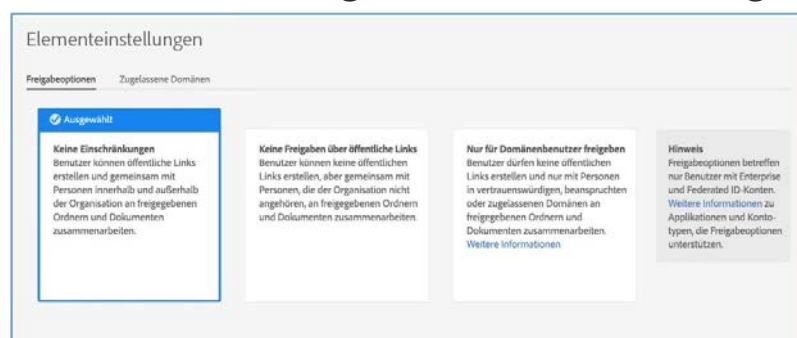 Elementeinstellungen
Freigabeoptionen Zugelassene Domänen
Ausgewählt
Keine Einschränkungen
Benutzer können öffentliche Links
erstellen und gemeinsam mit
Personen innerhalb und außerhalb
der Organisation an freigegebenen
Ordnern und Dokumenten
zusammenarbeiten.
Keine Freigaben über öffentliche Links
Benutzer können keine öffentlichen
Links erstellen, aber gemeinsam mit
Personen, die der Organisation nicht
angehören, an freigegebenen Ordnern
und Dokumenten zusammenarbeiten.
Nur für Domänenbenutzer freigeben
Benutzer dürfen keine öffentlichen
Links erstellen und nur mit Personen
in vertrauenswürdigen, beanspruchten
oder zugelassenen Domänen an
freigegebenen Ordnern und
Dokumenten zusammenarbeiten.
Weitere Informationen
Hinweis
Freigabeoptionen betreffen
nur Benutzer mit Enterprise
und Federated ID-Konten.
Weitere Informationen zu
Applikationen und Konto-
typen, die Freigabeoptionen
unterstützen.